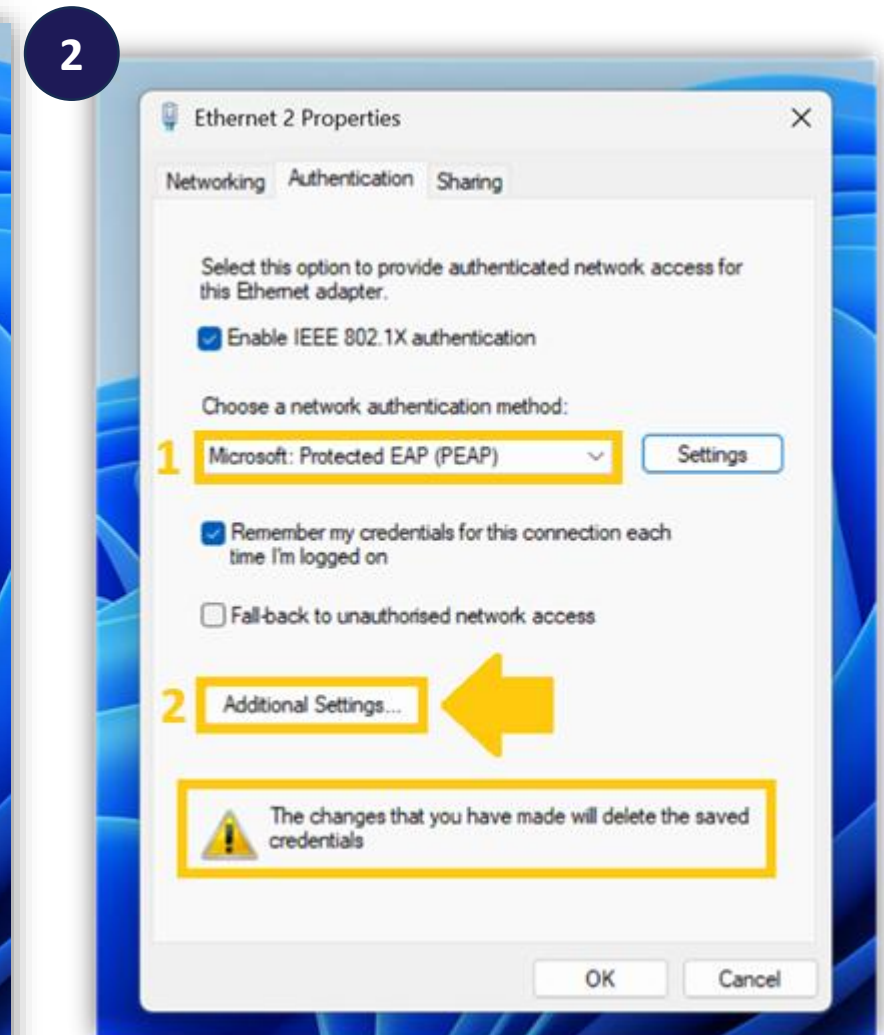 2
Ethernet 2 Properties
Networking Authentication Sharing
Select this option to provide authenticated network access for
this Ethernet adapter.
Enable IEEE 802.1X authentication
Choose a network authentication method:
1 Microsoft: Protected EAP (PEAP) Settings
Remember my credentials for this connection each
time I'm logged on
Fall-back to unauthorised network access
2 Additional Settings...
The changes that you have made will delete the saved
credentials
OK Cancel